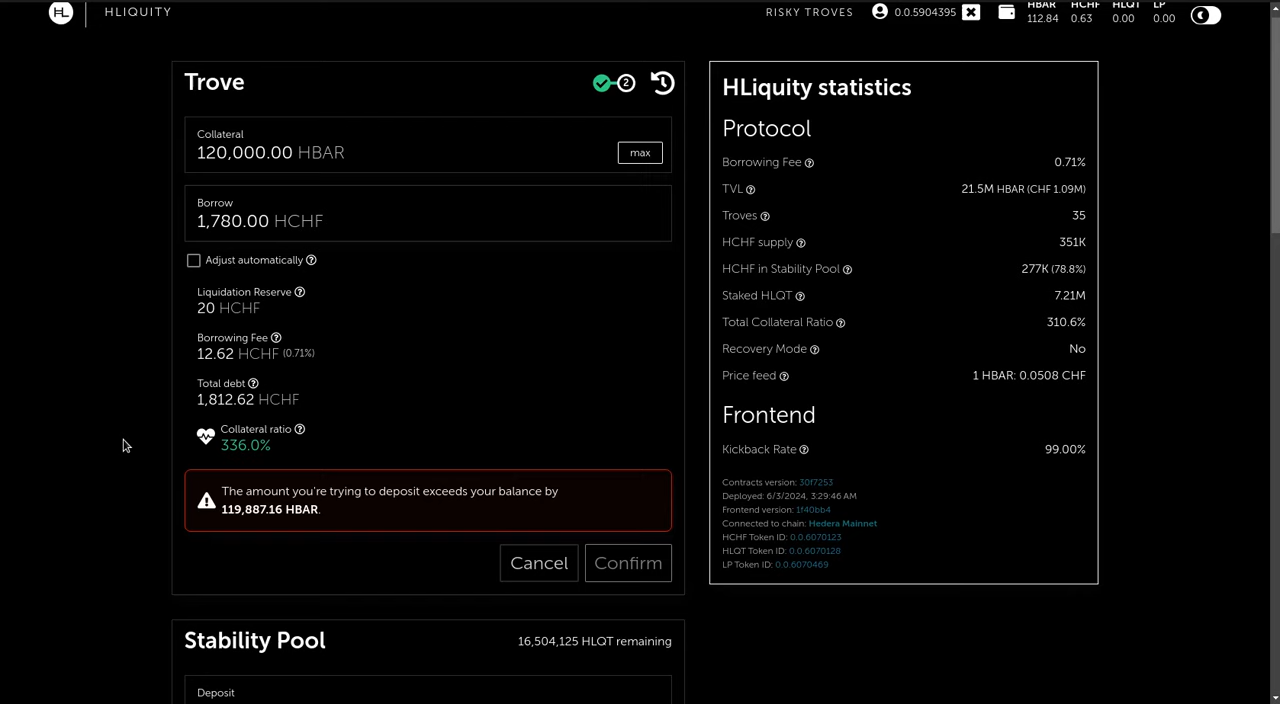 HL HLIQUITY RISKY TROVES 0.0.5904395 HBAR HCHF HLQT LP
112.84 0.63 0.00 0.00
Trove 2
Collateral
120,000.00 HBAR max
Borrow
1,780.00 HCHF
Adjust automatically ?
Liquidation Reserve ?
20 HCHF
Borrowing Fee ?
12.62 HCHF (0.71%)
Total debt ?
1,812.62 HCHF
Collateral ratio ?
336.0%
The amount you're trying to deposit exceeds your balance by
119,887.16 HBAR.
Cancel Confirm
Stability Pool 16,504,125 HLQT remaining
Deposit
HLiquity statistics
Protocol
Borrowing Fee ? 0.71%
TVL ? 21.5M HBAR (CHF 1.09M)
Troves ? 35
HCHF supply ? 351K
HCHF in Stability Pool ? 277K (78.8%)
Staked HLQT ? 7.21M
Total Collateral Ratio ? 310.6%
Recovery Mode ? No
Price feed ? 1 HBAR: 0.0508 CHF
Frontend
Kickback Rate ? 99.00%
Contracts version: 30f7253
Deployed: 6/3/2024, 3:29:46 AM
Frontend version: 1f40bb4
Connected to chain: Hedera Mainnet
HCHF Token ID: 0.0.6070123
HLQT Token ID: 0.0.6070128
LP Token ID: 0.0.6070469